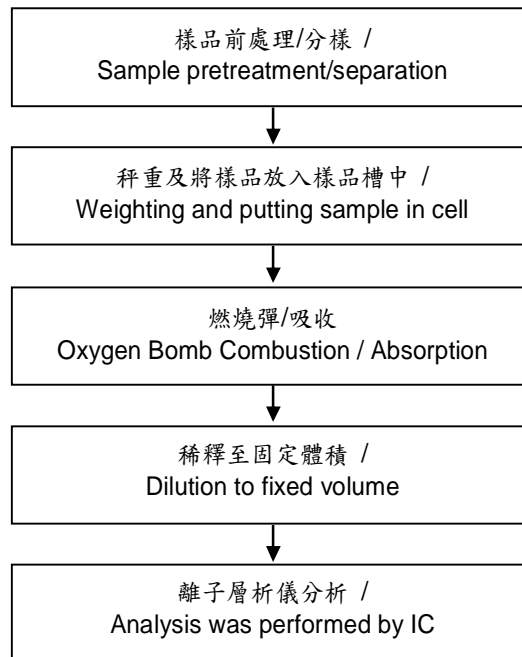 樣品前處理/分樣 /
Sample pretreatment/separation
秤重及將樣品放入樣品槽中 /
Weighting and putting sample in cell
燃燒彈/吸收
Oxygen Bomb Combustion / Absorption
稀釋至固定體積 /
Dilution to fixed volume
離子層析儀分析 /
Analysis was performed by IC